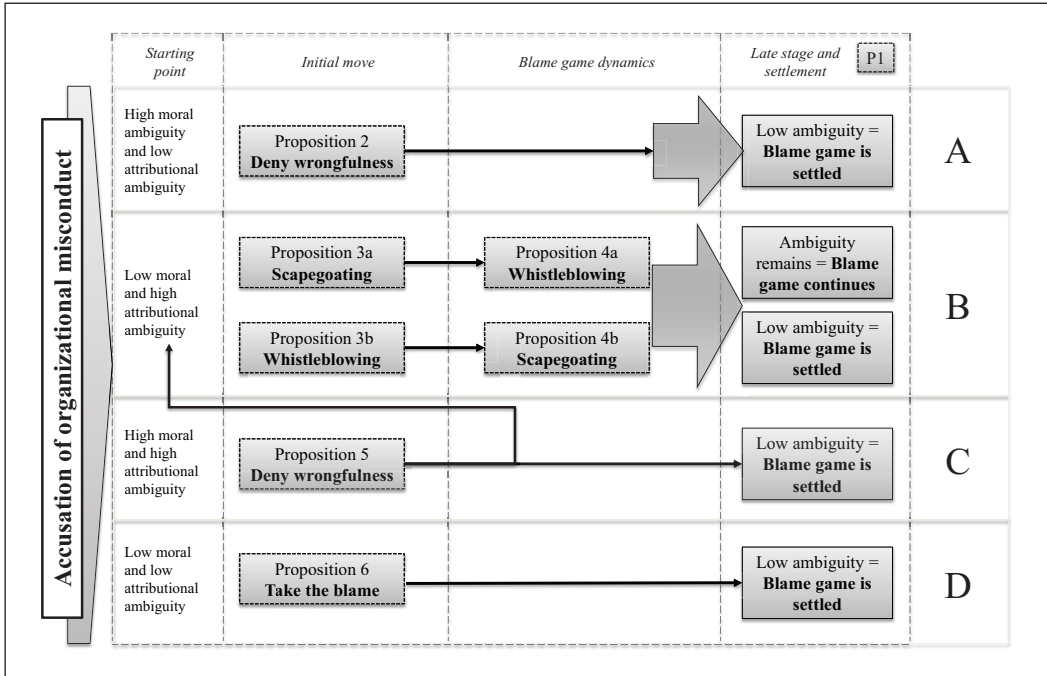 Accusation of organizational misconduct
Starting
point
Initial move
Blame game dynamics
Late stage and
settlement
P1
High moral
ambiguity
and low
attributional
ambiguity
Proposition 2
Deny wrongfulness
Low ambiguity =
Blame game is
settled
A
Low moral
and high
attributional
ambiguity
Proposition 3a
Scapegoating
Proposition 4a
Whistleblowing
Ambiguity
remains = Blame
game continues
Proposition 3b
Whistleblowing
Proposition 4b
Scapegoating
Low ambiguity =
Blame game is
settled
B
High moral
and high
attributional
ambiguity
Proposition 5
Deny wrongfulness
Low ambiguity =
Blame game is
settled
C
Low moral
and low
attributional
ambiguity
Proposition 6
Take the blame
Low ambiguity =
Blame game is
settled
D